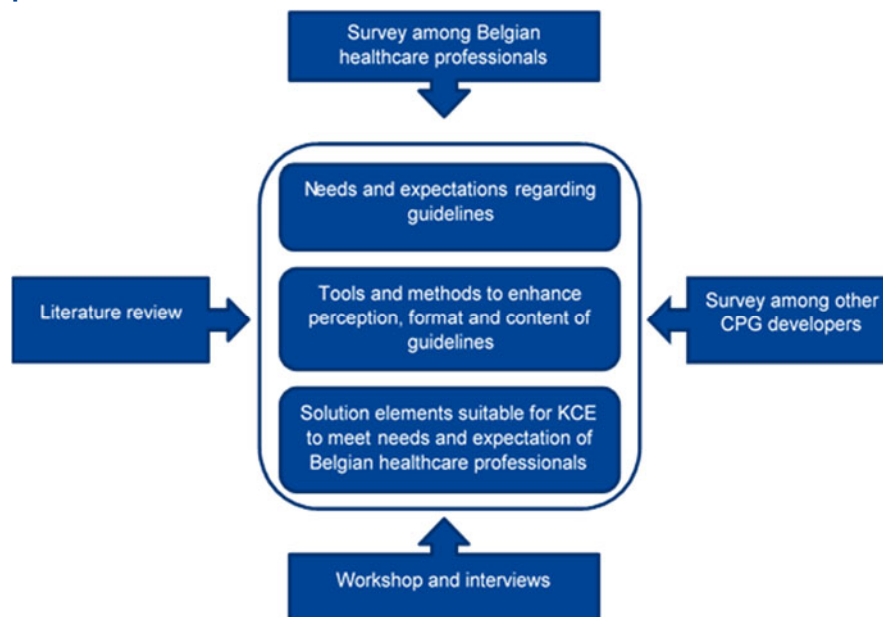 Survey among Belgian
healthcare professionals
Needs and expectations regarding
guidelines
Literature review
Tools and methods to enhance
perception, format and content of
guidelines
Survey among other
CPG developers
Solution elements suitable for KCE
to meet needs and expectation of
Belgian healthcare professionals
Workshop and interviews